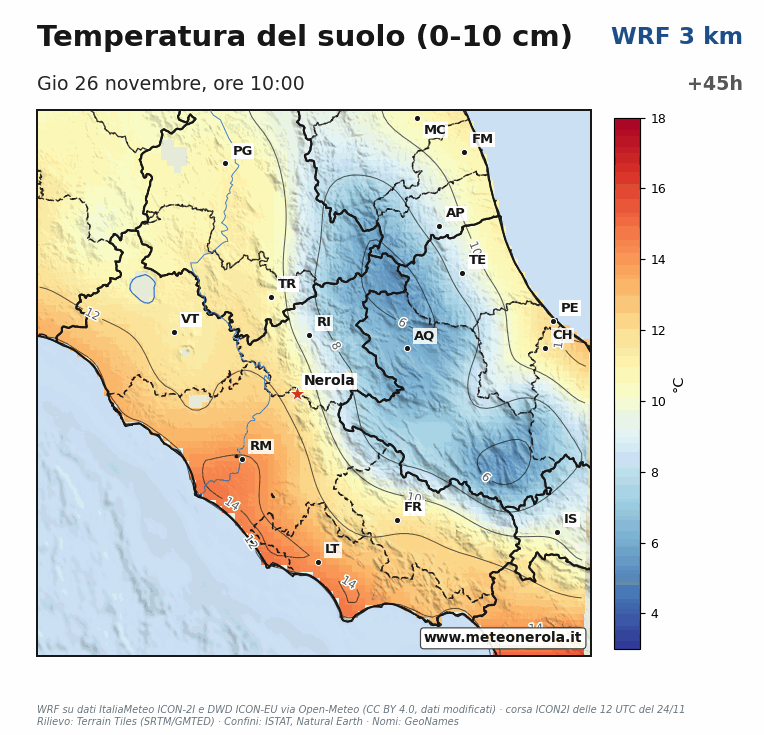 Temperatura del suolo (0-10 cm)
WRF 3 km
Gio 26 novembre, ore 10:00
+45h
MC
FM
PG
AP
10
TE
TR
12
VT
RI
8
6
AQ
PE
CH
Nerola
RM
6
14
10
FR
IS
12
LT
14
www.meteonerola.it
18
16
14
12
10
8
6
4
°C
WRF su dati ItaliaMeteo ICON-2I e DWD ICON-EU via Open-Meteo (CC BY 4.0, dati modificati) · corsa ICON2I delle 12 UTC del 24/11
Rilievo: Terrain Tiles (SRTM/GMTED) · Confini: ISTAT, Natural Earth · Nomi: GeoNames